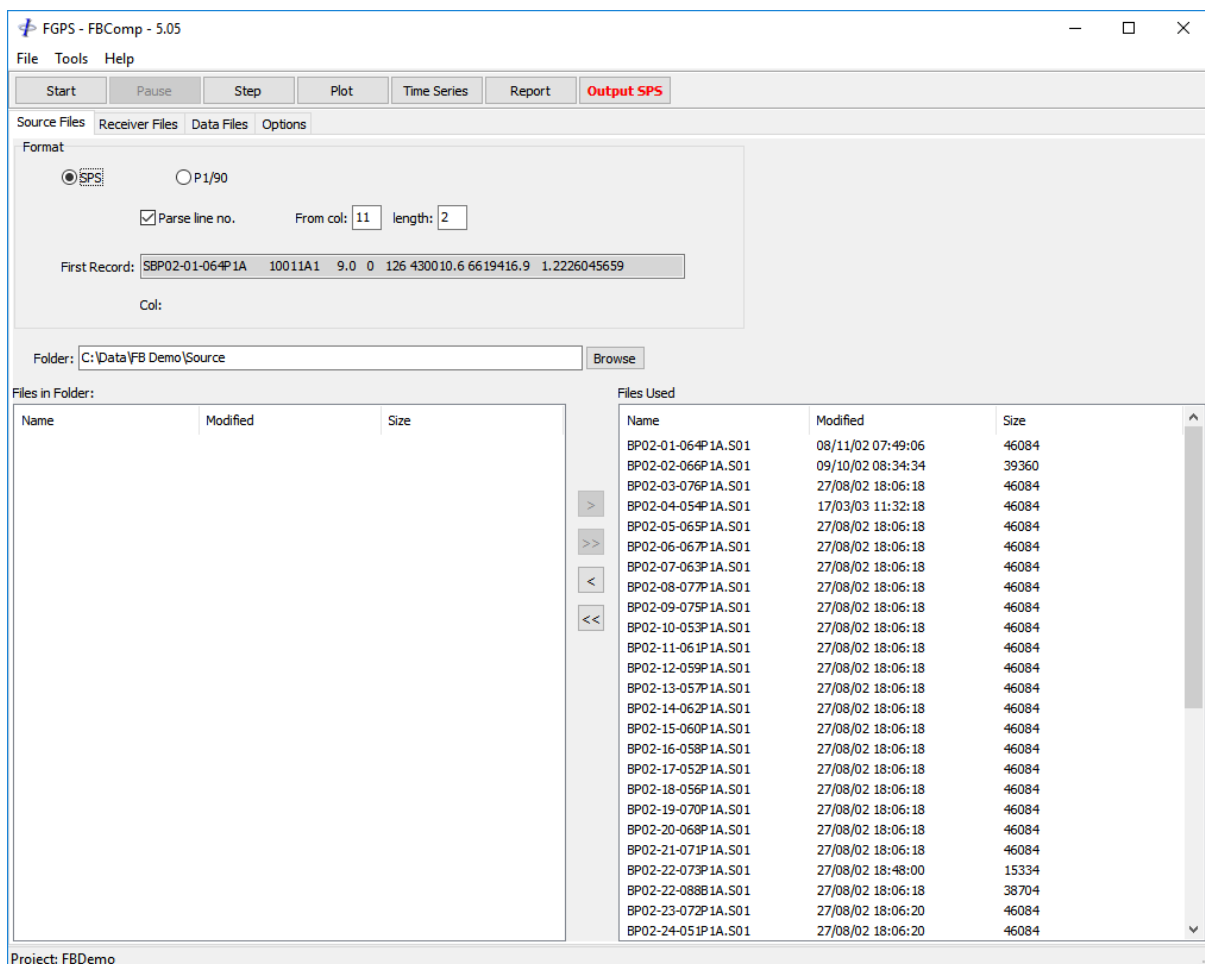 FGPS - FBComp - 5.05
File Tools Help
Start Pause Step Plot Time Series Report Output SPS
Source Files Receiver Files Data Files Options
Format
SPS P1/90
Parse line no. From col: 11 length: 2
First Record: SBP02-01-064P1A 10011A1 9.0 0 126 430010.6 6619416.9 1.2226045659
Col:
Folder: C:\Data\FB Demo\Source Browse
Files in Folder: Files Used
Name Modified Size Name Modified Size
BP02-01-064P1A.S01 08/11/02 07:49:06 46084
BP02-02-066P1A.S01 09/10/02 08:34:34 39360
BP02-03-076P1A.S01 27/08/02 18:06:18 46084
> BP02-04-054P1A.S01 17/03/03 11:32:18 46084
BP02-05-065P1A.S01 27/08/02 18:06:18 46084
>> BP02-06-067P1A.S01 27/08/02 18:06:18 46084
BP02-07-063P1A.S01 27/08/02 18:06:18 46084
< BP02-08-077P1A.S01 27/08/02 18:06:18 46084
BP02-09-075P1A.S01 27/08/02 18:06:18 46084
<< BP02-10-053P1A.S01 27/08/02 18:06:18 46084
BP02-11-061P1A.S01 27/08/02 18:06:18 46084
BP02-12-059P1A.S01 27/08/02 18:06:18 46084
BP02-13-057P1A.S01 27/08/02 18:06:18 46084
BP02-14-062P1A.S01 27/08/02 18:06:18 46084
BP02-15-060P1A.S01 27/08/02 18:06:18 46084
BP02-16-058P1A.S01 27/08/02 18:06:18 46084
BP02-17-052P1A.S01 27/08/02 18:06:18 46084
BP02-18-056P1A.S01 27/08/02 18:06:18 46084
BP02-19-070P1A.S01 27/08/02 18:06:18 46084
BP02-20-068P1A.S01 27/08/02 18:06:18 46084
BP02-21-071P1A.S01 27/08/02 18:06:18 46084
BP02-22-073P1A.S01 27/08/02 18:48:00 15334
BP02-22-088B1A.S01 27/08/02 18:06:18 38704
BP02-23-072P1A.S01 27/08/02 18:06:20 46084
BP02-24-051P1A.S01 27/08/02 18:06:20 46084
Project: FBDemo